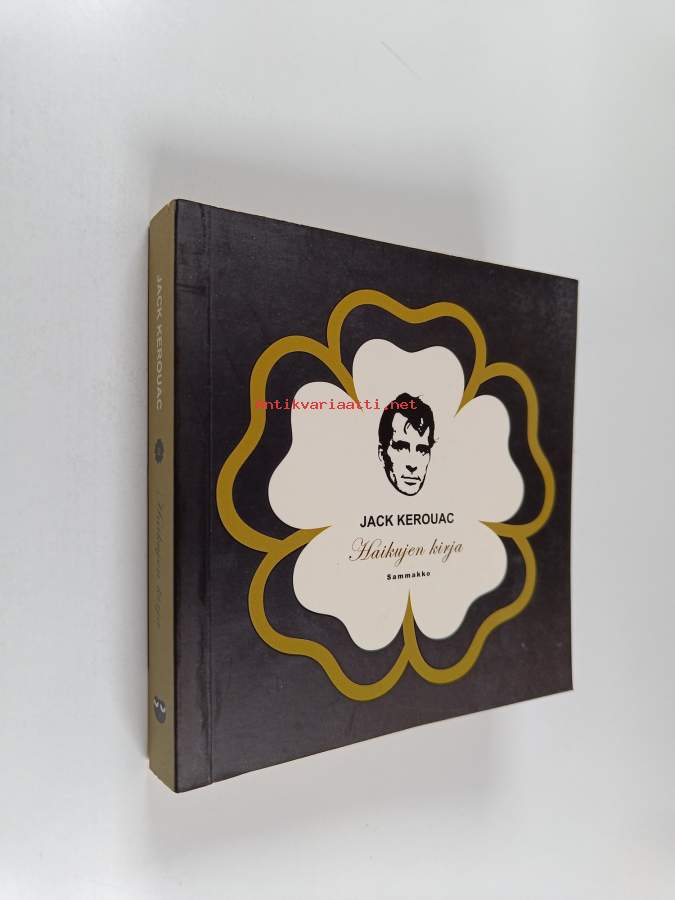 JACK KEROUAC
Haikujen kirja
antikvariaatti.net
JACK KEROUAC
Haikujen kirja
Sammakko